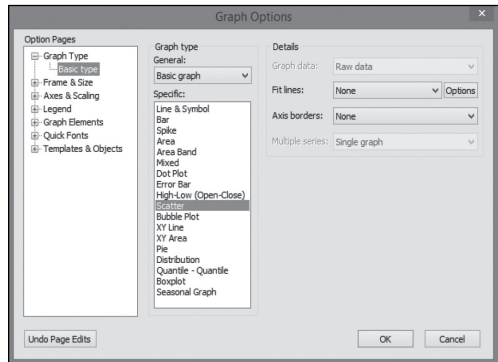 Graph Options
×
Option Pages
Graph Type
Basic type
Frame & Size
Axes & Scaling
Legend
Graph Elements
Quick Fonts
Templates & Objects
Graph type
General:
Basic graph
Specific:
Line & Symbol
Bar
Spike
Area
Area Band
Mixed
Dot Plot
Error Bar
High-Low (Open-Close)
Scatter
Bubble Plot
XY Line
XY Area
Pie
Distribution
Quantile - Quantile
Boxplot
Seasonal Graph
Details
Graph data: Raw data
Fit lines: None Options
Axis borders: None
Multiple series: Single graph
Undo Page Edits
OK
Cancel